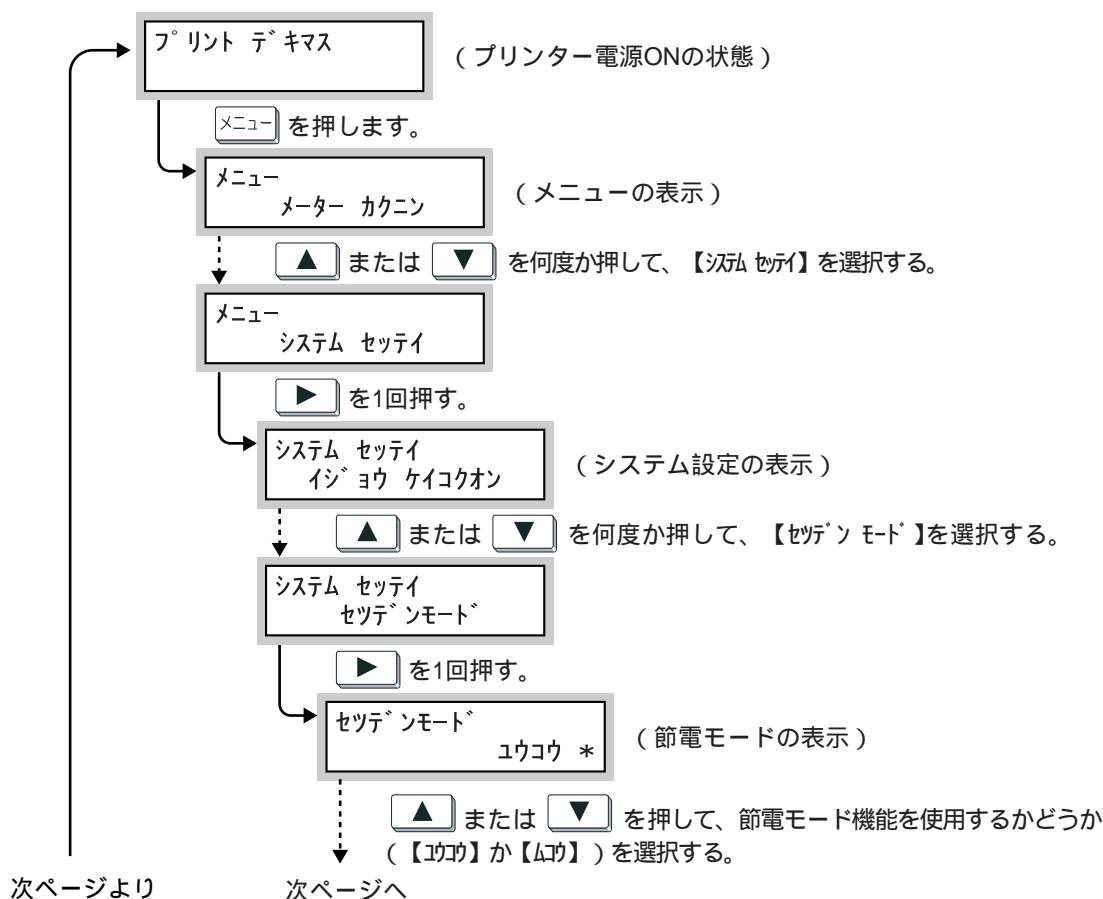 プリント デキマス
(プリンター電源ONの状態)
メニュー を押します。
メニュー
メーター カクニン
(メニューの表示)
▲ または ▼ を何度か押して、【システム セッテイ】を選択する。
メニュー
システム セッテイ
▶ を1回押す。
システム セッテイ
イジョウ ケイコクオン
(システム設定の表示)
▲ または ▼ を何度か押して、【セツデン モード】を選択する。
システム セッテイ
セツデンモード
▶ を1回押す。
セツデンモード
ユウコウ *
(節電モードの表示)
▲ または ▼ を押して、節電モード機能を使用するかどうか
(【ユウコウ】か【ムコウ】)を選択する。
次ページより
次ページへ